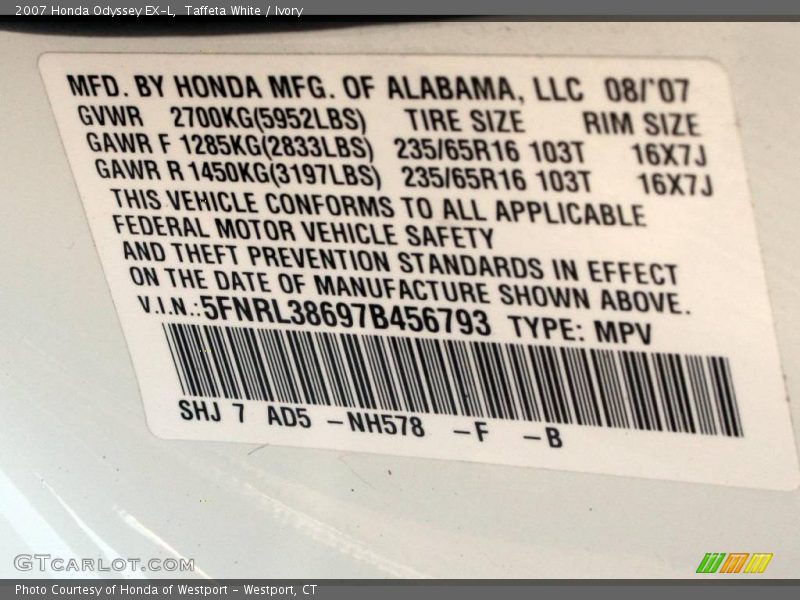 2007 Honda Odyssey EX-L, Taffeta White / Ivory
MFD. BY HONDA MFG. OF ALABAMA, LLC 08/'07
GVWR 2700KG(5952LBS) TIRE SIZE RIM SIZE
GAWR F 1285KG(2833LBS) 235/65R16 103T 16X7J
GAWR R 1450KG(3197LBS) 235/65R16 103T 16X7J
THIS VEHICLE CONFORMS TO ALL APPLICABLE
FEDERAL MOTOR VEHICLE SAFETY
AND THEFT PREVENTION STANDARDS IN EFFECT
ON THE DATE OF MANUFACTURE SHOWN ABOVE.
V.I.N.:5FNRL38697B456793 TYPE: MPV
SHJ 7 AD5 -NH578 -F -B
GTCARLOT.COM
Photo Courtesy of Honda of Westport - Westport, CT